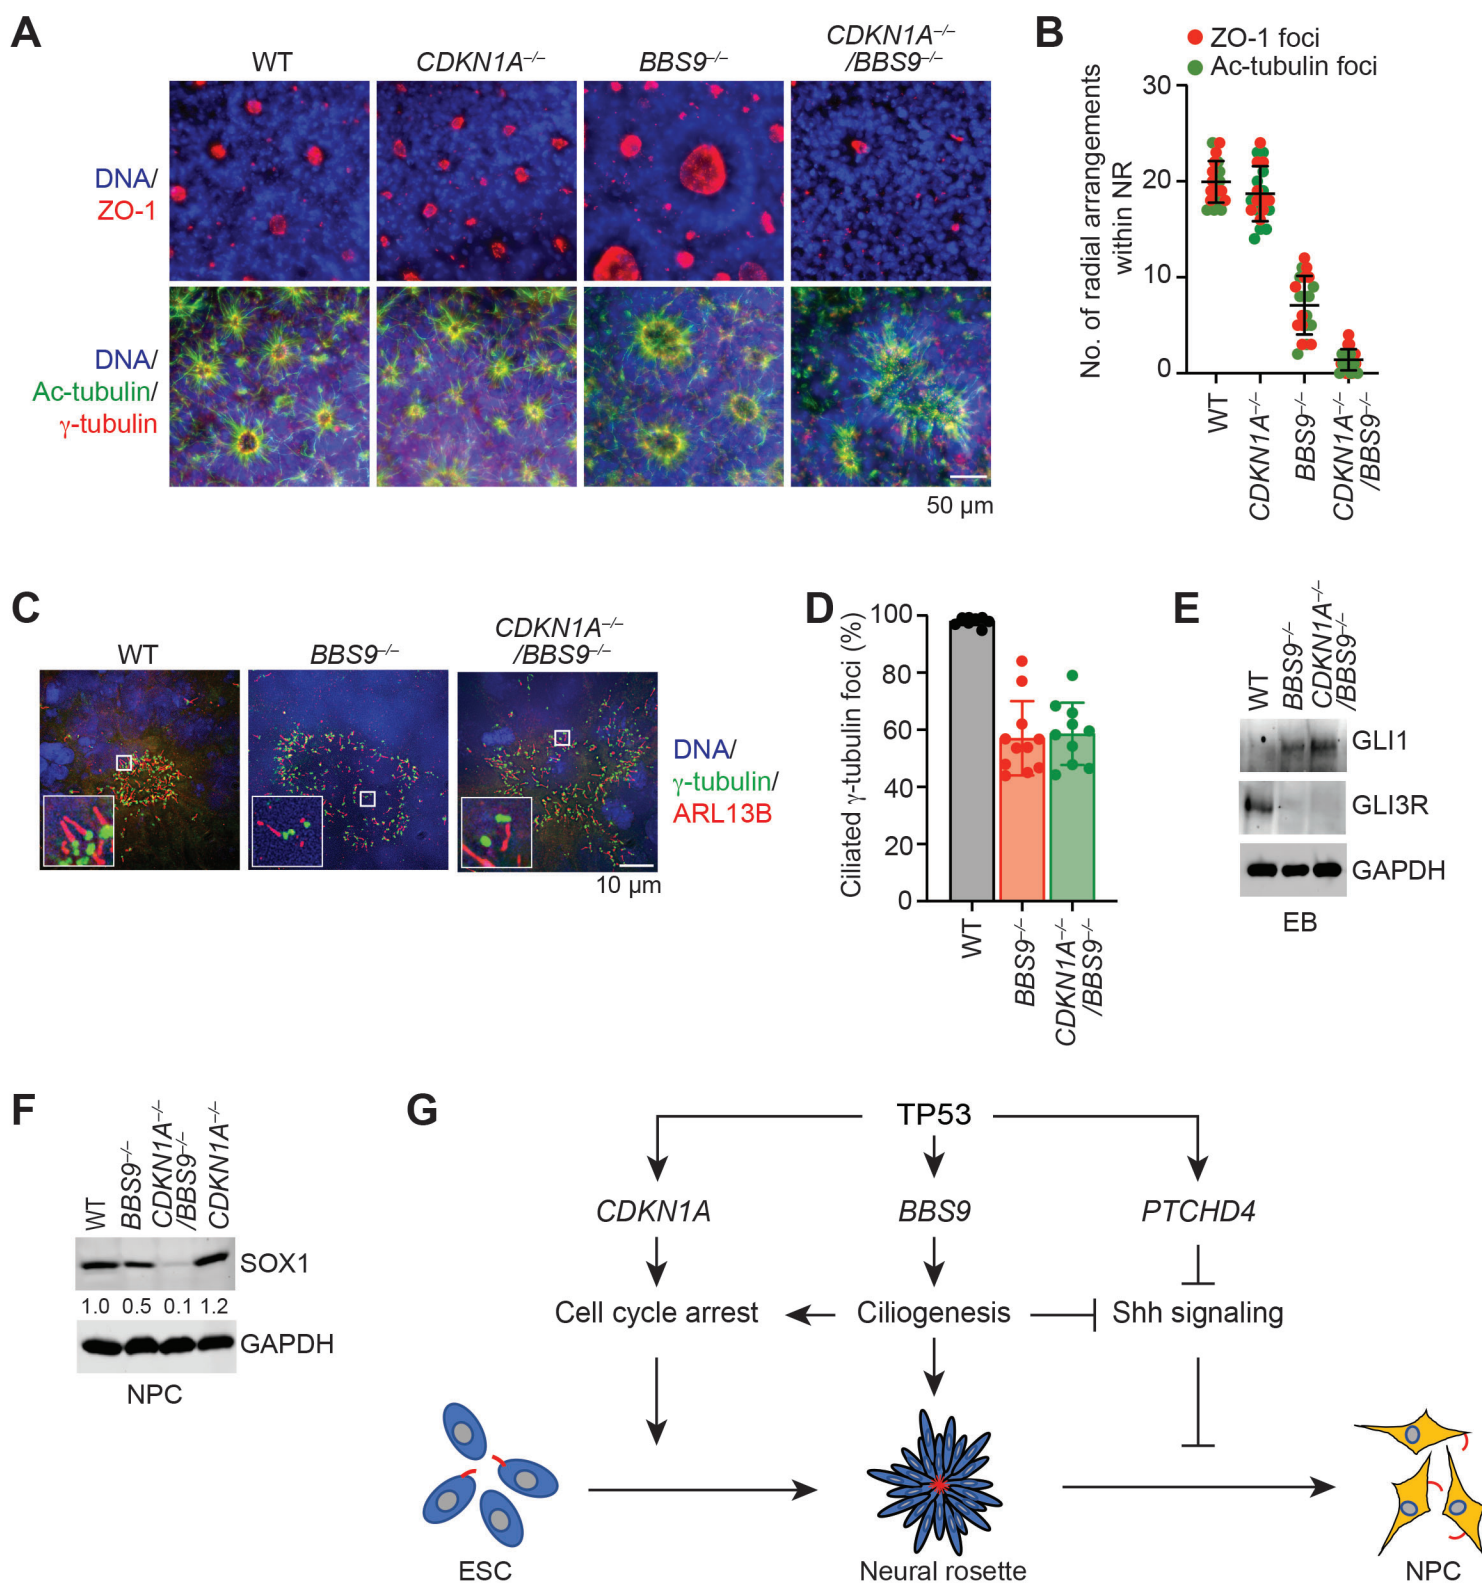 A
WT
CDKN1A–/–
BBS9–/–
CDKN1A–/–
/BBS9–/–
DNA/
ZO-1
DNA/
Ac-tubulin/
γ-tubulin
50 µm
B
ZO-1 foci
Ac-tubulin foci
No. of radial arrangements
within NR
30
20
10
0
WT
CDKN1A–/–
BBS9–/–
CDKN1A–/–
/BBS9–/–
C
WT
BBS9–/–
CDKN1A–/–
/BBS9–/–
DNA/
γ-tubulin/
ARL13B
10 µm
D
Ciliated γ-tubulin foci (%)
100
80
60
40
20
0
WT
BBS9–/–
CDKN1A–/–
/BBS9–/–
E
WT
BBS9–/–
CDKN1A–/–
/BBS9–/–
GLI1
GLI3R
GAPDH
EB
F
WT
BBS9–/–
CDKN1A–/–
/BBS9–/–
CDKN1A–/–
SOX1
1.0 0.5 0.1 1.2
GAPDH
NPC
G
TP53
CDKN1A
BBS9
PTCHD4
Cell cycle arrest
Ciliogenesis
Shh signaling
ESC
Neural rosette
NPC